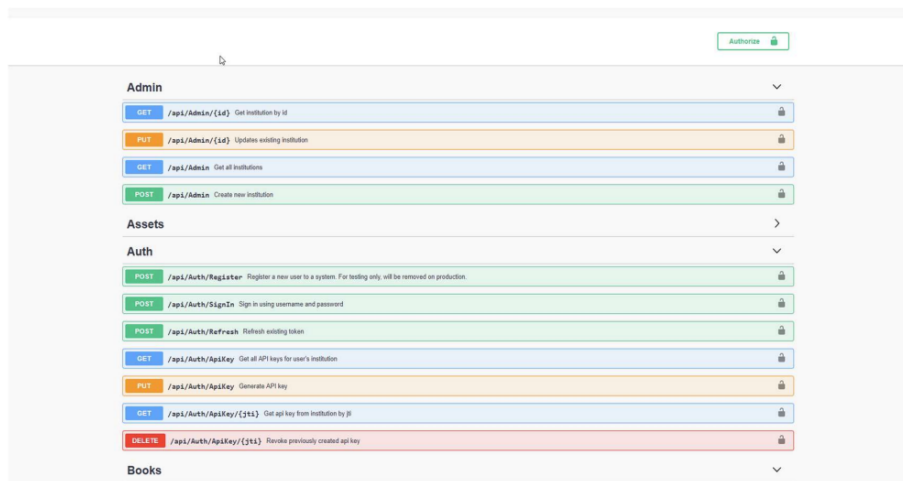 Authorize
Admin
GET /api/Admin/{id} Get institution by id
PUT /api/Admin/{id} Updates existing institution
GET /api/Admin Get all institutions
POST /api/Admin Create new institution
Assets
Auth
POST /api/Auth/Register Register a new user to a system. For testing only, will be removed on production.
POST /api/Auth/SignIn Sign in using username and password
POST /api/Auth/Refresh Refresh existing token
GET /api/Auth/ApiKey Get all API keys for user's institution
PUT /api/Auth/ApiKey Generate API key
GET /api/Auth/ApiKey/{jti} Get api key from institution by jti
DELETE /api/Auth/ApiKey/{jti} Revoke previously created api key
Books